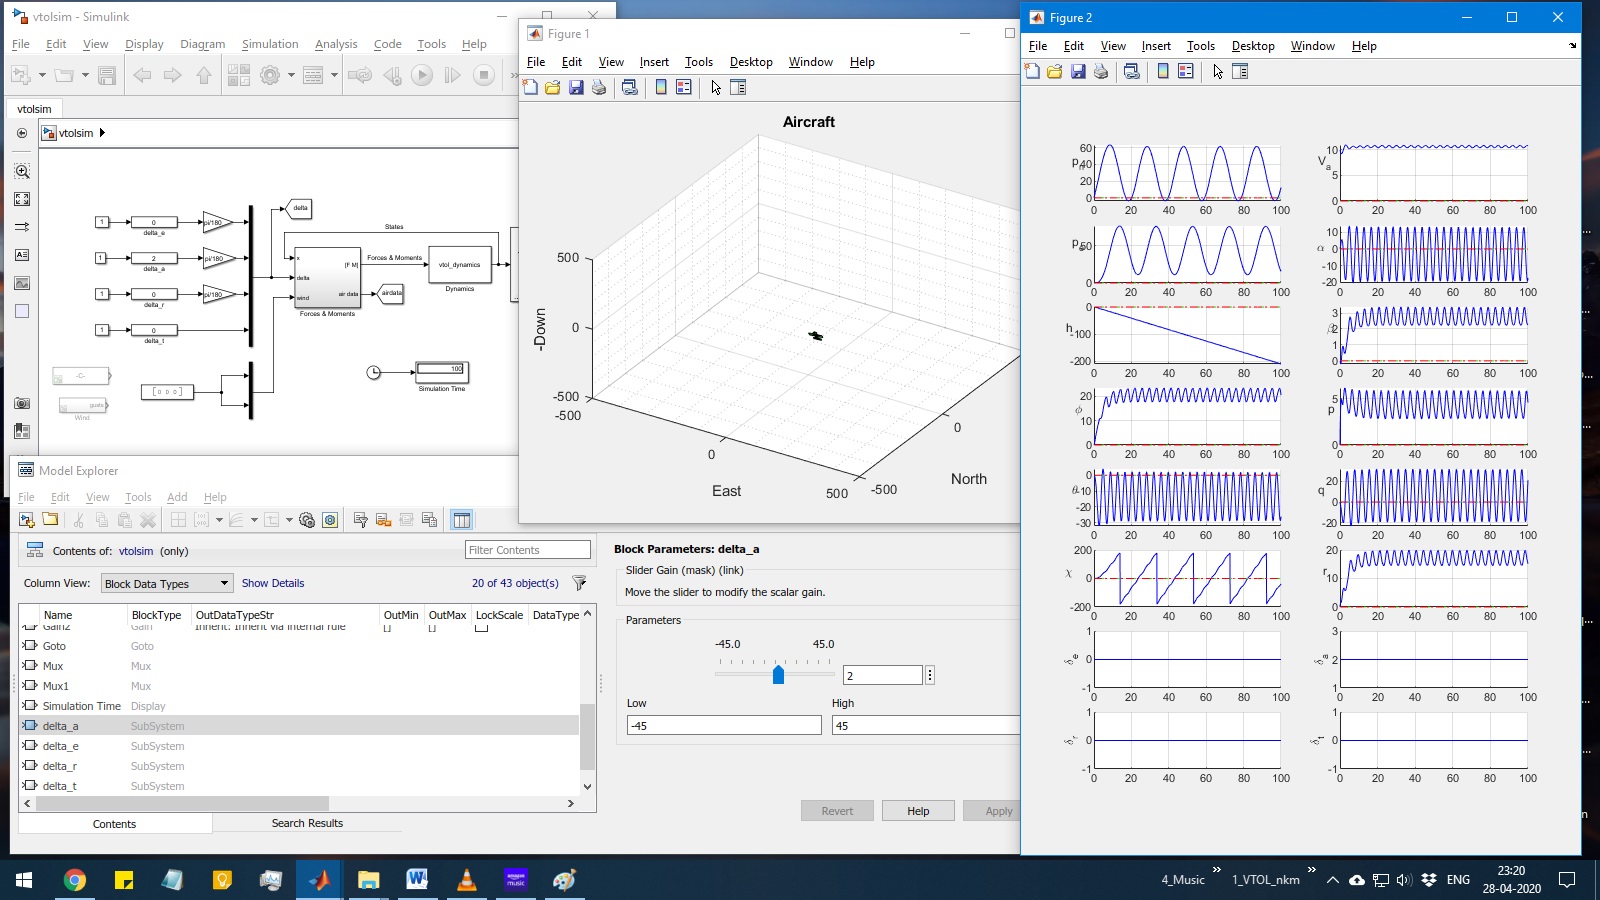 vtolsim - Simulink
File Edit View Display Diagram Simulation Analysis Code Tools Help
vtolsim
vtolsim
delta
1 0 pi/180
delta_e
1 2 pi/180
delta_a
1 0 pi/180
delta_r
1 0
delta_t
States
x
delta
wind
[F M]
air data
Forces & Moments
Forces & Moments
vtol_dynamics
Dynamics
airdata
-C-
gusts
Wind
[ 0 0 0 ]
100
Simulation Time
Figure 1
File Edit View Insert Tools Desktop Window Help
Aircraft
500
0
-500
-Down
-500
0
500
East
-500
0
North
Figure 2
File Edit View Insert Tools Desktop Window Help
60
40
20
0
0 20 40 60 80 100
10
5
0
Va
0 20 40 60 80 100
50
0
0 20 40 60 80 100
α
10
0
-10
-20
0 20 40 60 80 100
h
0
-100
-200
0 20 40 60 80 100
β
3
2
1
0
0 20 40 60 80 100
ϕ
20
10
0
0 20 40 60 80 100
p
5
0
0 20 40 60 80 100
θ
0
-10
-20
-30
0 20 40 60 80 100
q
20
0
-20
0 20 40 60 80 100
χ
200
0
-200
0 20 40 60 80 100
r
20
10
0
0 20 40 60 80 100
δe
1
0
-1
0 20 40 60 80 100
δa
3
2
1
0 20 40 60 80 100
δr
1
0
-1
0 20 40 60 80 100
δt
1
0
-1
0 20 40 60 80 100
Model Explorer
File Edit View Tools Add Help
Contents of: vtolsim (only)
Filter Contents
Column View: Block Data Types Show Details 20 of 43 object(s)
Name BlockType OutDataTypeStr OutMin OutMax LockScale DataType
Gain2 Gain Inherit: Inherit via internal rule [] []
Goto Goto
Mux Mux
Mux1 Mux
Simulation Time Display
delta_a SubSystem
delta_e SubSystem
delta_r SubSystem
delta_t SubSystem
Contents Search Results
Block Parameters: delta_a
Slider Gain (mask) (link)
Move the slider to modify the scalar gain.
Parameters
-45.0 45.0
2
Low High
-45 45
Revert Help Apply
amazon music
4_Music » 1_VTOL_nkm » ENG
23:20
28-04-2020